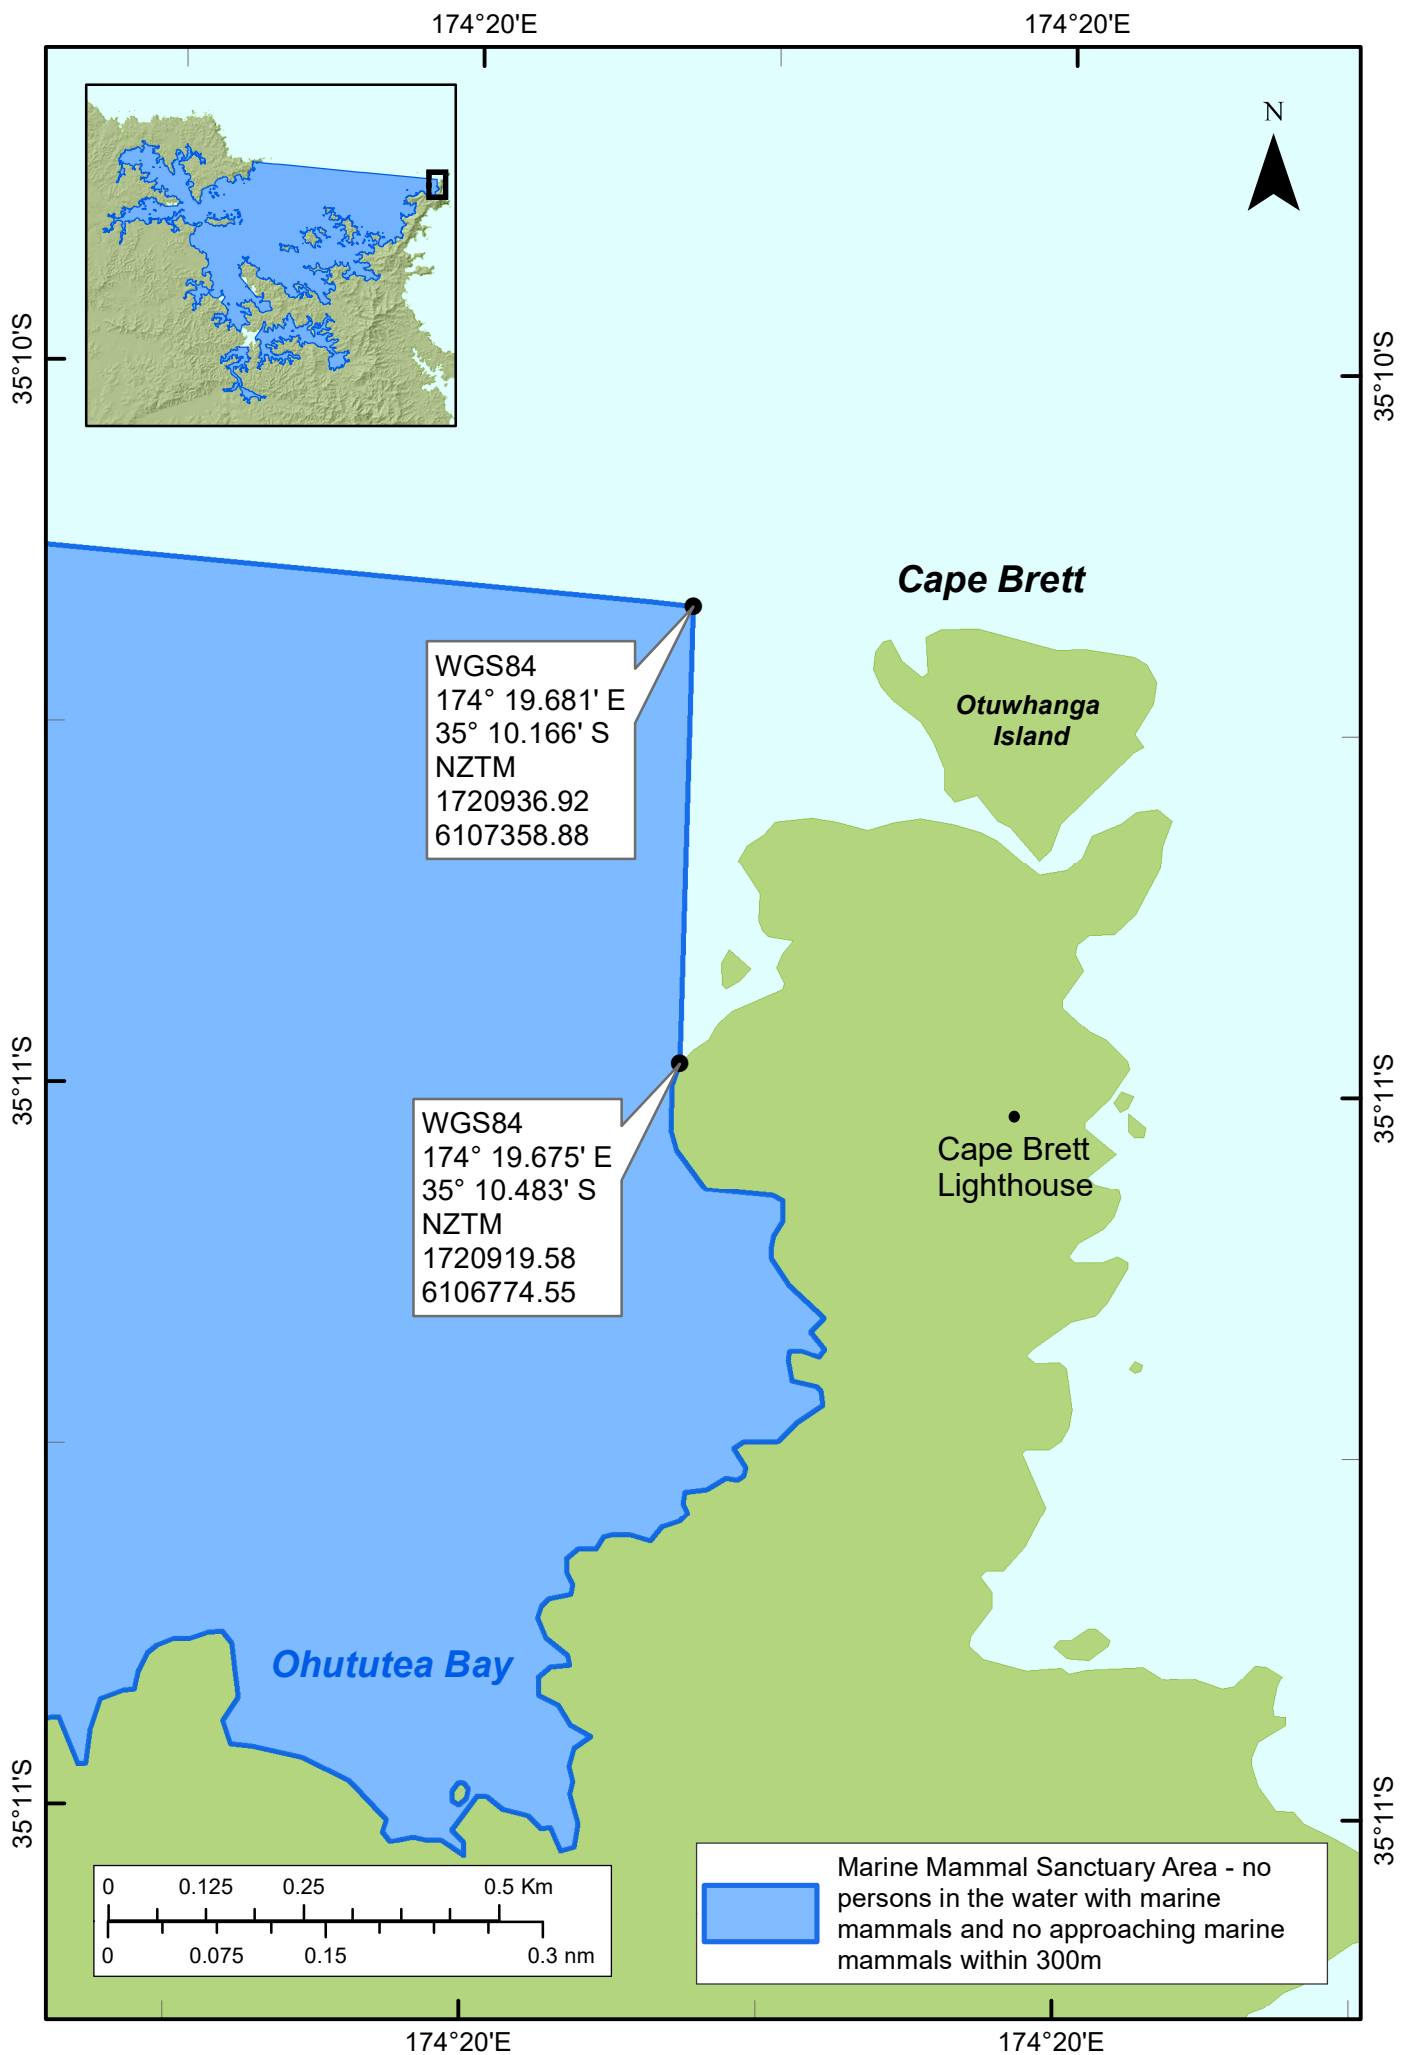 174°20'E
174°20'E
N
35°10'S
35°10'S
Cape Brett
WGS84
174° 19.681' E
35° 10.166' S
NZTM
1720936.92
6107358.88
Otuwhanga
Island
35°11'S
35°11'S
WGS84
174° 19.675' E
35° 10.483' S
NZTM
1720919.58
6106774.55
Cape Brett
Lighthouse
Ohututea Bay
35°11'S
35°11'S
0 0.125 0.25 0.5 Km
0 0.075 0.15 0.3 nm
Marine Mammal Sanctuary Area - no
persons in the water with marine
mammals and no approaching marine
mammals within 300m
174°20'E
174°20'E